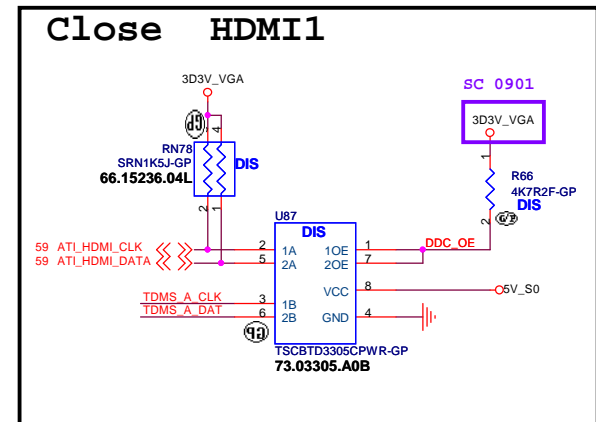 Close HDMI1
3D3V_VGA
SC 0901
3D3V_VGA
3 4
RN78
SRN1K5J-GP
66.15236.04L
DIS
2 1
1
R66
4K7R2F-GP
DIS
2
U87
DIS
59 ATI_HDMI_CLK
59 ATI_HDMI_DATA
2 1A 1OE 1 DDC_OE
5 2A 2OE 7
VCC 8 5V_S0
TDMS_A_CLK 3 1B
TDMS_A_DAT 6 2B GND 4
GP
TSCBTD3305CPWR-GP
73.03305.A0B